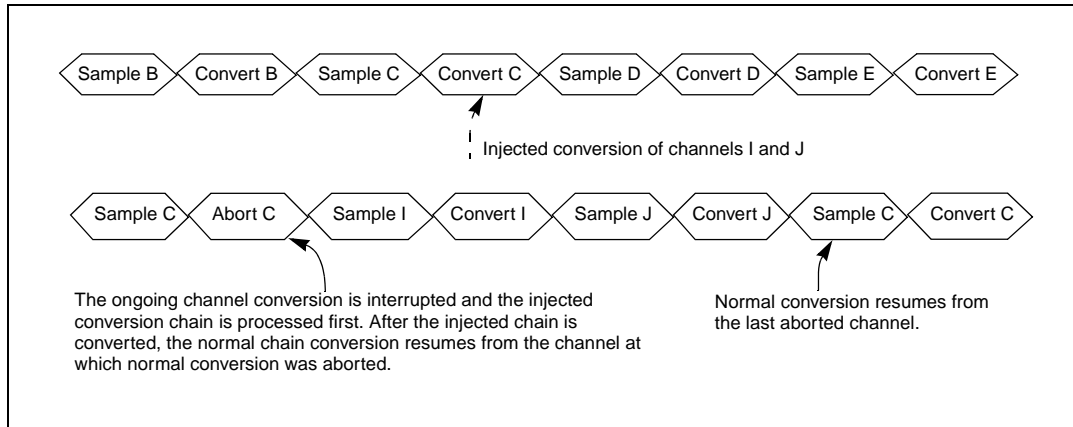 Sample B Convert B Sample C Convert C Sample D Convert D Sample E Convert E
Injected conversion of channels I and J
Sample C Abort C Sample I Convert I Sample J Convert J Sample C Convert C
The ongoing channel conversion is interrupted and the injected
conversion chain is processed first. After the injected chain is
converted, the normal chain conversion resumes from the channel at
which normal conversion was aborted.
Normal conversion resumes from
the last aborted channel.